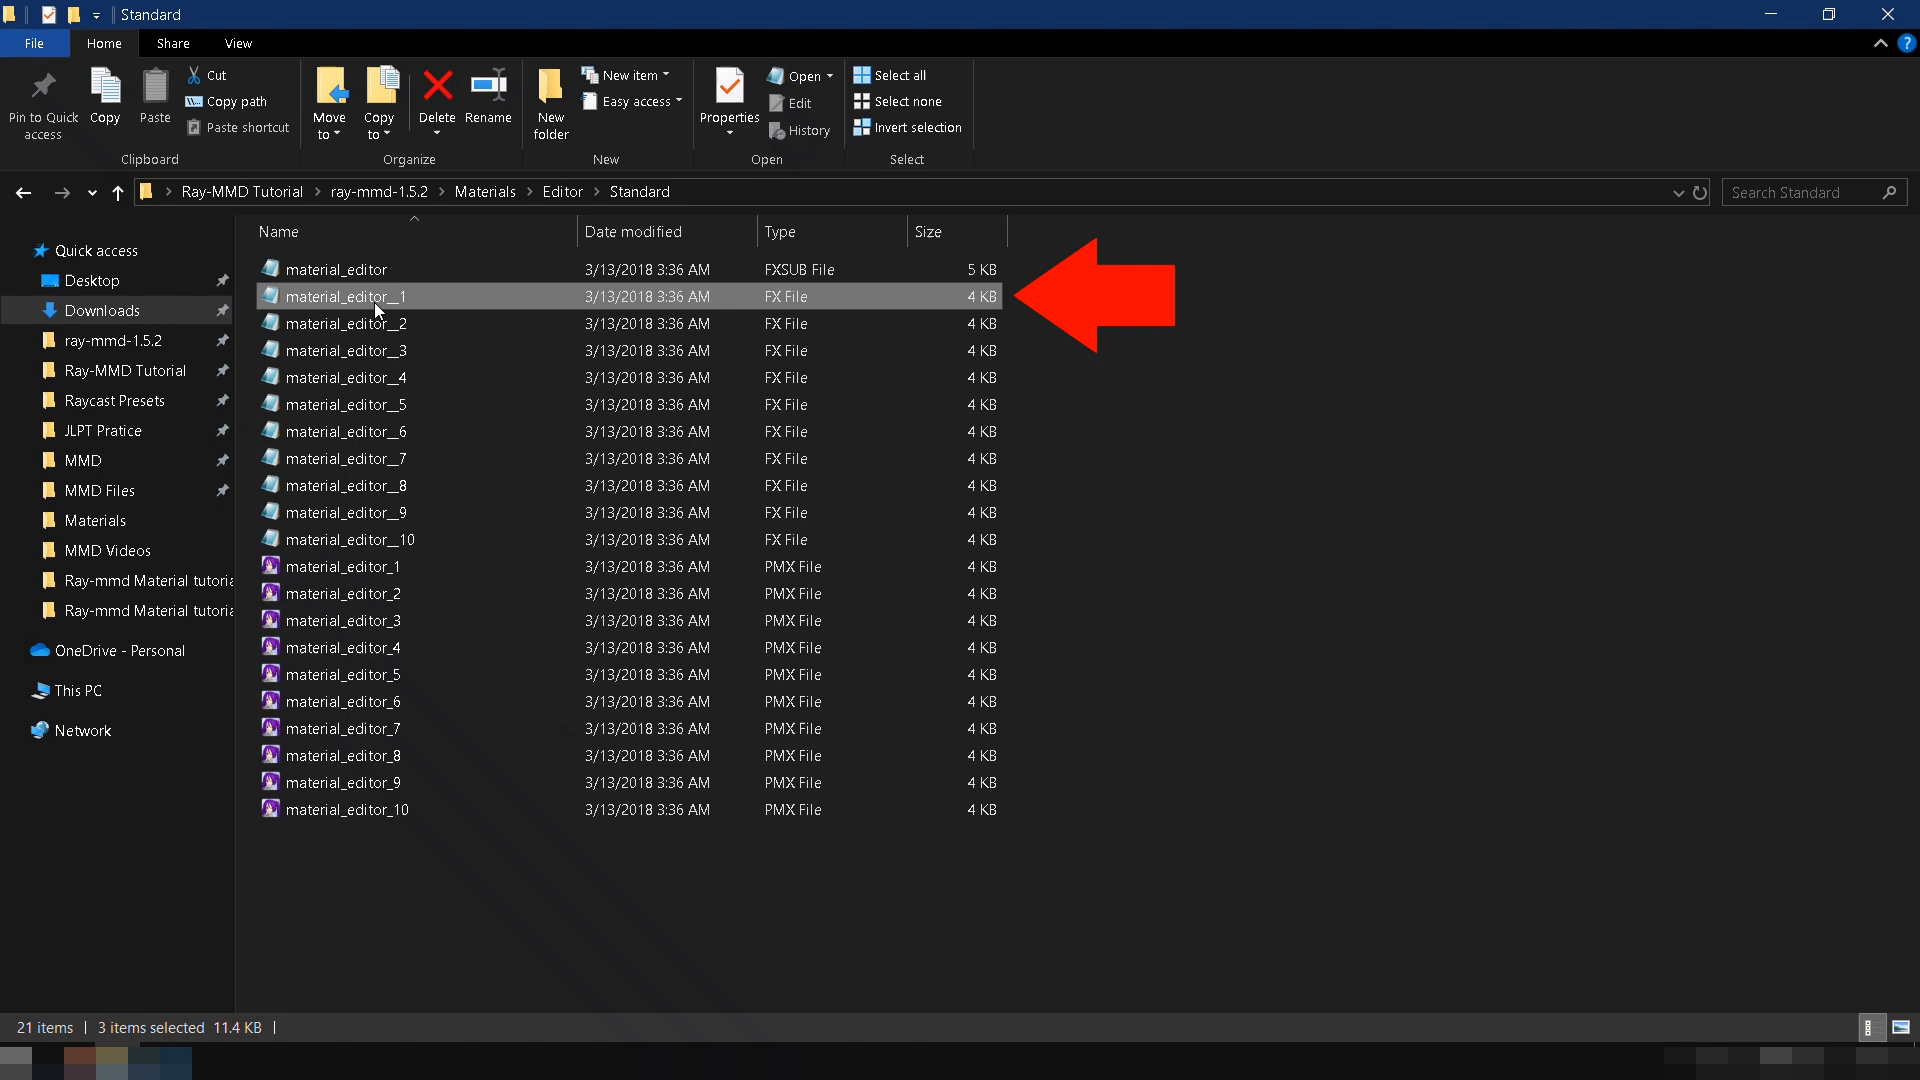 Standard
File Home Share View
Pin to Quick access
Copy
Paste
Cut
Copy path
Paste shortcut
Clipboard
Move to
Copy to
Delete
Rename
Organize
New folder
New item
Easy access
New
Properties
Open
Edit
History
Open
Select all
Select none
Invert selection
Select
Ray-MMD Tutorial > ray-mmd-1.5.2 > Materials > Editor > Standard
Search Standard
Quick access
Desktop
Downloads
ray-mmd-1.5.2
Ray-MMD Tutorial
Raycast Presets
JLPT Pratice
MMD
MMD Files
Materials
MMD Videos
Ray-mmd Material tutoria
Ray-mmd Material tutoria
OneDrive - Personal
This PC
Network
Name Date modified Type Size
material_editor 3/13/2018 3:36 AM FXSUB File 5 KB
material_editor__1 3/13/2018 3:36 AM FX File 4 KB
material_editor__2 3/13/2018 3:36 AM FX File 4 KB
material_editor__3 3/13/2018 3:36 AM FX File 4 KB
material_editor__4 3/13/2018 3:36 AM FX File 4 KB
material_editor__5 3/13/2018 3:36 AM FX File 4 KB
material_editor__6 3/13/2018 3:36 AM FX File 4 KB
material_editor__7 3/13/2018 3:36 AM FX File 4 KB
material_editor__8 3/13/2018 3:36 AM FX File 4 KB
material_editor__9 3/13/2018 3:36 AM FX File 4 KB
material_editor__10 3/13/2018 3:36 AM FX File 4 KB
material_editor_1 3/13/2018 3:36 AM PMX File 4 KB
material_editor_2 3/13/2018 3:36 AM PMX File 4 KB
material_editor_3 3/13/2018 3:36 AM PMX File 4 KB
material_editor_4 3/13/2018 3:36 AM PMX File 4 KB
material_editor_5 3/13/2018 3:36 AM PMX File 4 KB
material_editor_6 3/13/2018 3:36 AM PMX File 4 KB
material_editor_7 3/13/2018 3:36 AM PMX File 4 KB
material_editor_8 3/13/2018 3:36 AM PMX File 4 KB
material_editor_9 3/13/2018 3:36 AM PMX File 4 KB
material_editor_10 3/13/2018 3:36 AM PMX File 4 KB
21 items | 3 items selected 11.4 KB |